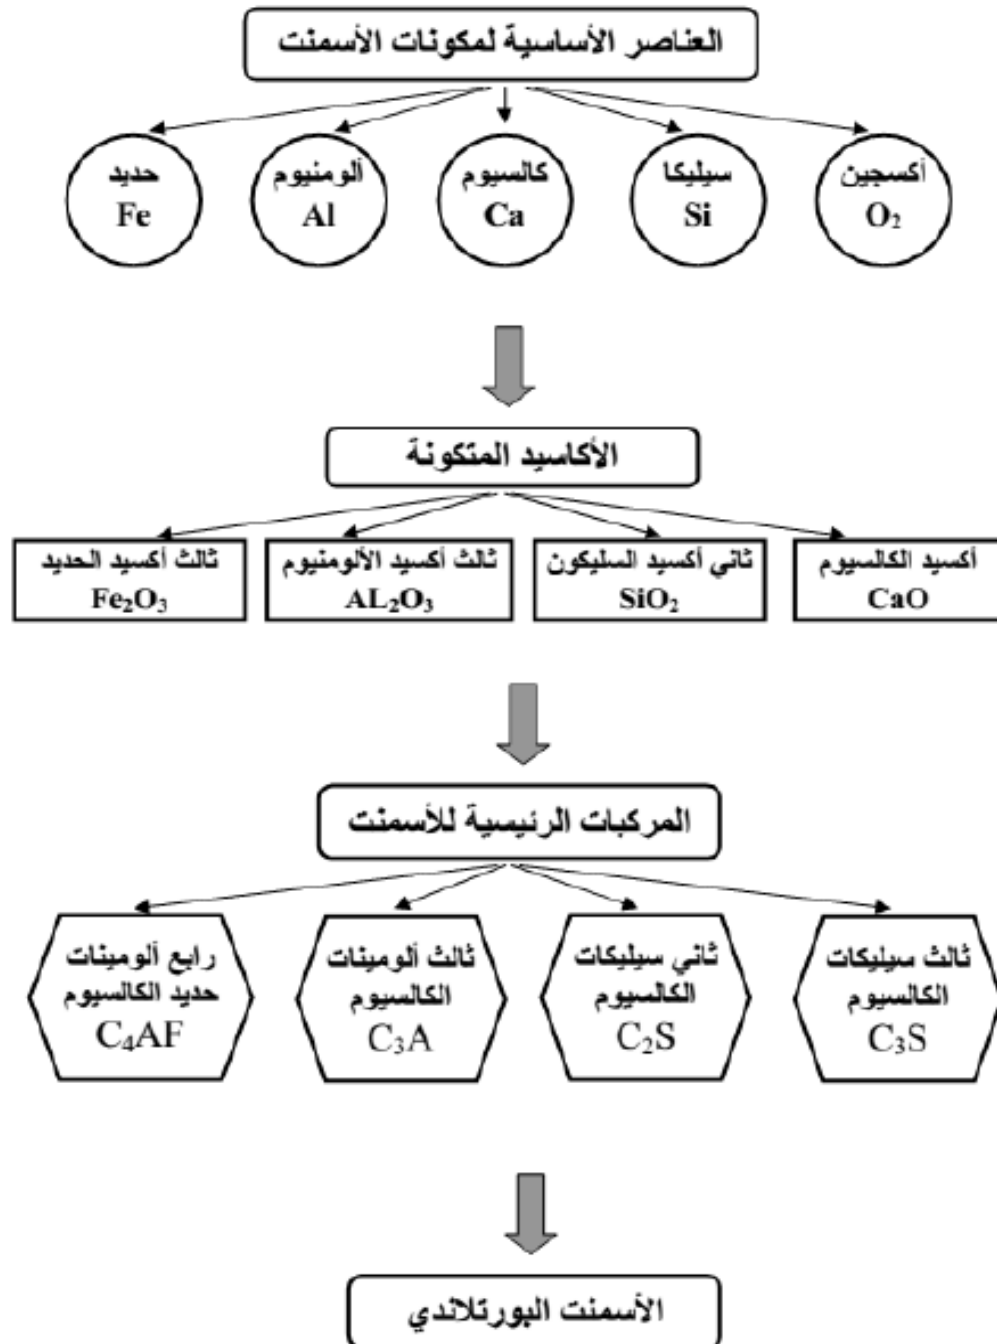 العناصر الأساسية لمكونات الأسمنت
أكسجين
O₂
سيليكا
Si
كالسيوم
Ca
ألومنيوم
Al
حديد
Fe
الأكاسيد المتكونة
أكسيد الكالسيوم
CaO
ثاني أكسيد السليكون
SiO₂
ثالث أكسيد الألومنيوم
AL₂O₃
ثالث أكسيد الحديد
Fe₂O₃
المركبات الرئيسية للأسمنت
ثالث سيليكات
الكالسيوم
C₃S
ثاني سيليكات
الكالسيوم
C₂S
ثالث ألومينات
الكالسيوم
C₃A
رابع ألومينات
حديد الكالسيوم
C₄AF
الأسمنت البورتلاندي